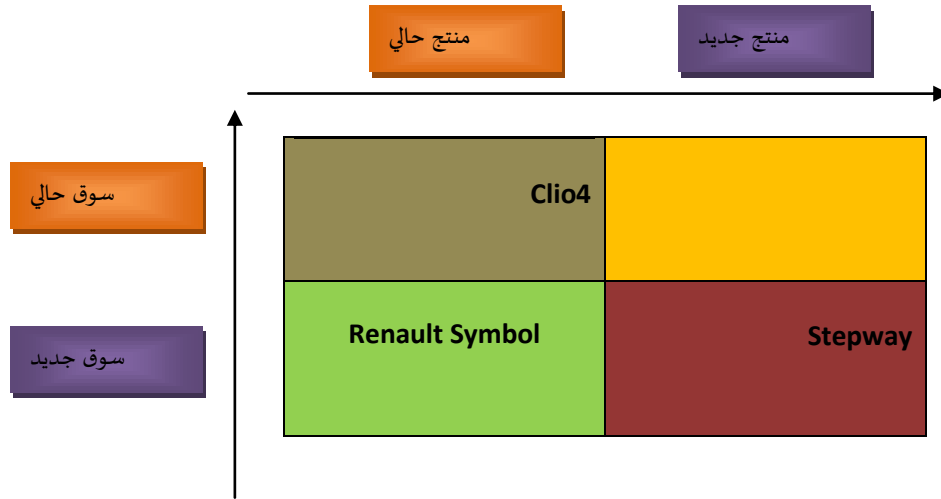 منتج حالي
منتج جديد
سوق حالي
Clio4
سوق جديد
Renault Symbol
Stepway